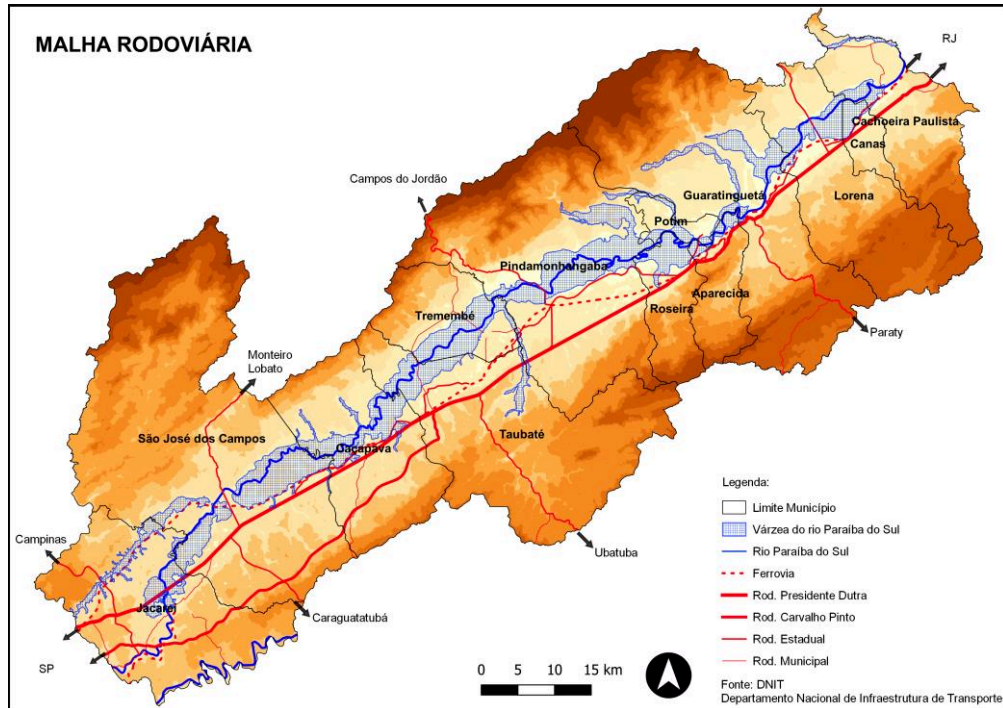 MALHA RODOVIÁRIA
RJ
Cachoeira Paulista
Canas
Campos do Jordão
Guaratinguetá
Lorena
Potim
Pindamonhangaba
Aparecida
Roseira
Tremembé
Paraty
Monteiro
Lobato
São José dos Campos
Caçapava
Taubaté
Campinas
Ubatuba
Jacareí
Caraguatatubá
SP
0 5 10 15 km
Legenda:
Limite Município
Várzea do rio Paraíba do Sul
Rio Paraíba do Sul
Ferrovia
Rod. Presidente Dutra
Rod. Carvalho Pinto
Rod. Estadual
Rod. Municipal
Fonte: DNIT
Departamento Nacional de Infraestrutura de Transporte